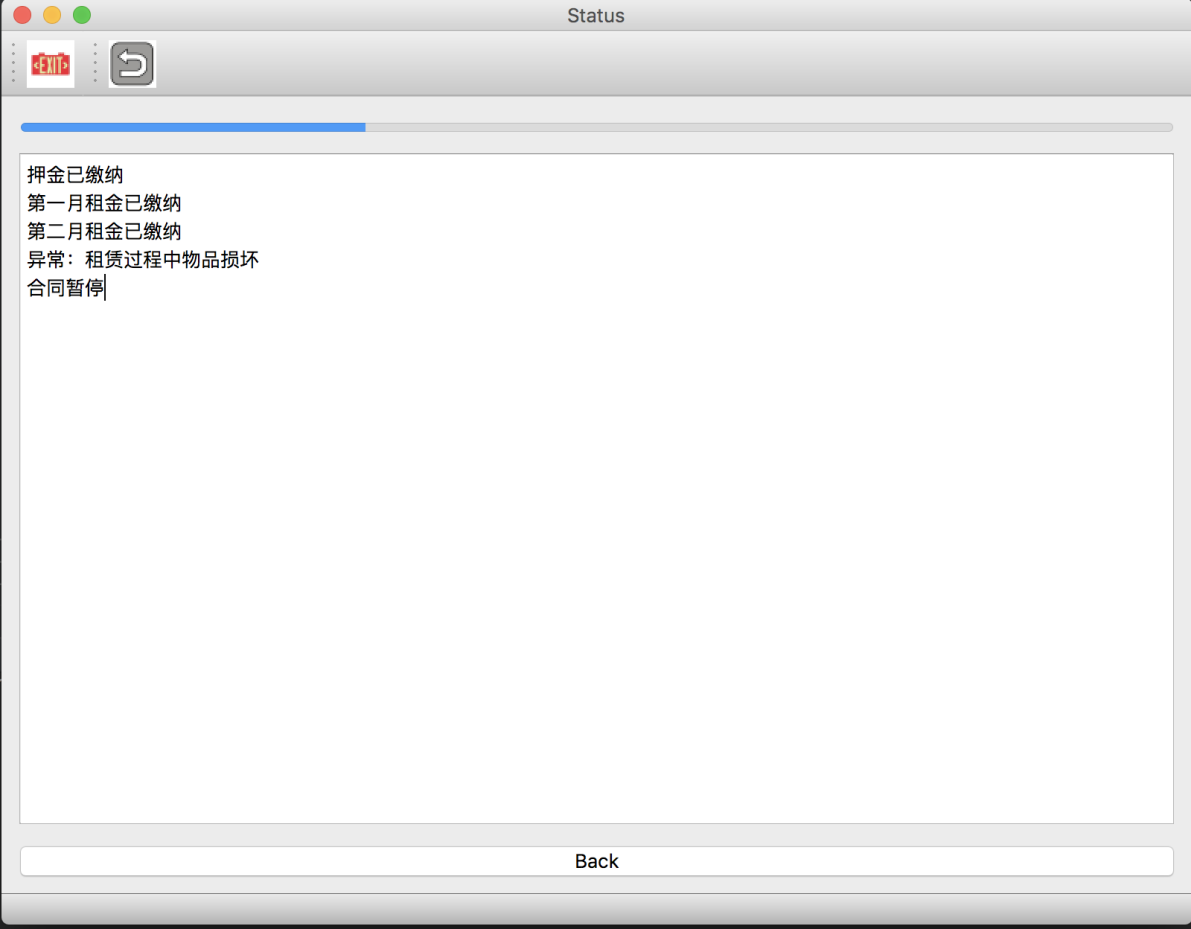 Status
EXIT
押金已缴纳
第一月租金已缴纳
第二月租金已缴纳
异常：租赁过程中物品损坏
合同暂停
Back